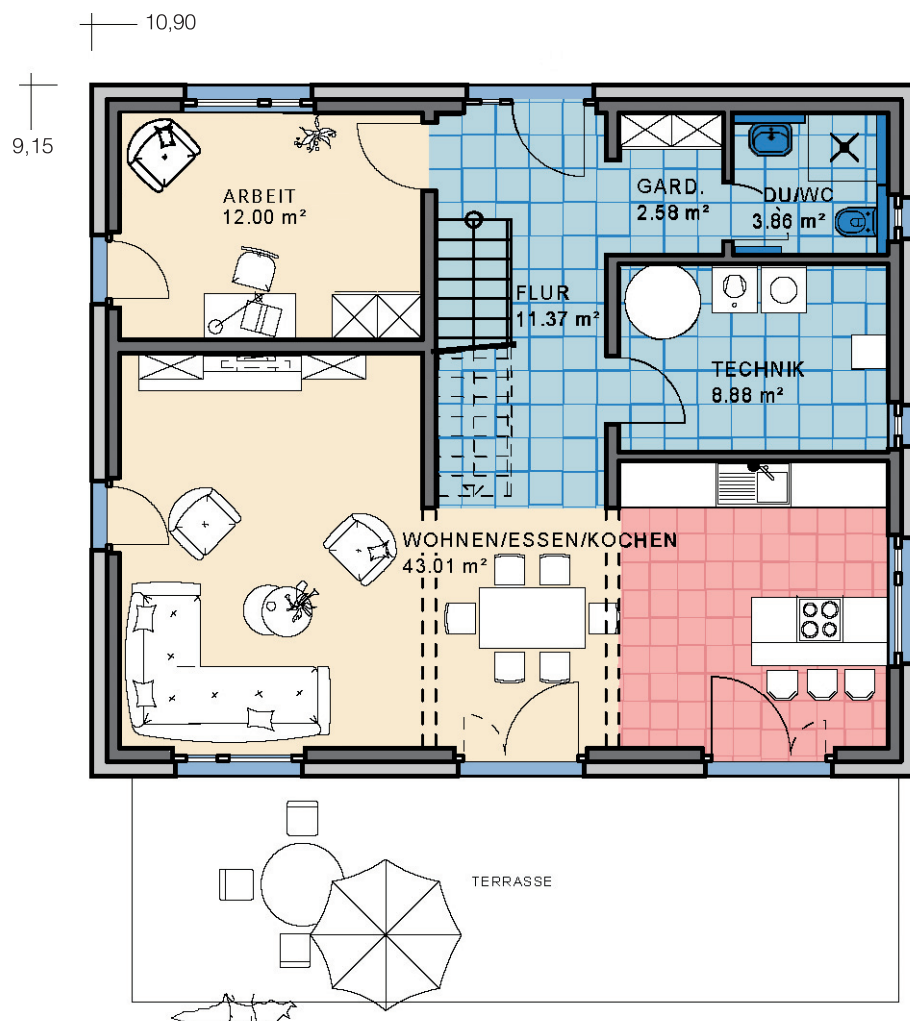 10,90
9,15
ARBEIT
12.00 m²
GARD.
2.58 m²
DU/WC
3.86 m²
FLUR
11.37 m²
TECHNIK
8.88 m²
WOHNEN/ESSEN/KOCHEN
43.01 m²
TERRASSE